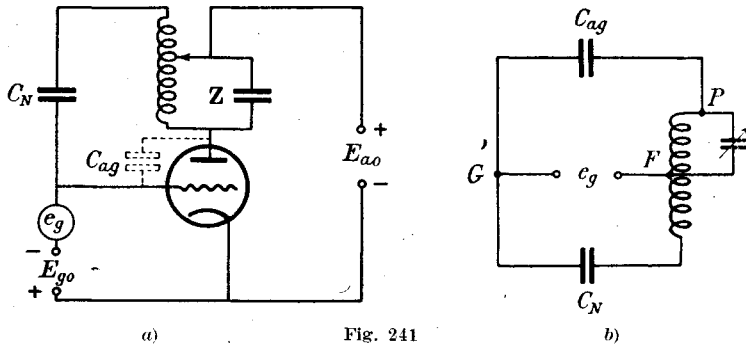 C_N
Z
C_ag
e_g
−
E_go
+
+
E_ao
−
a)
Fig. 241
C_ag
P
G
e_g
F
C_N
b)